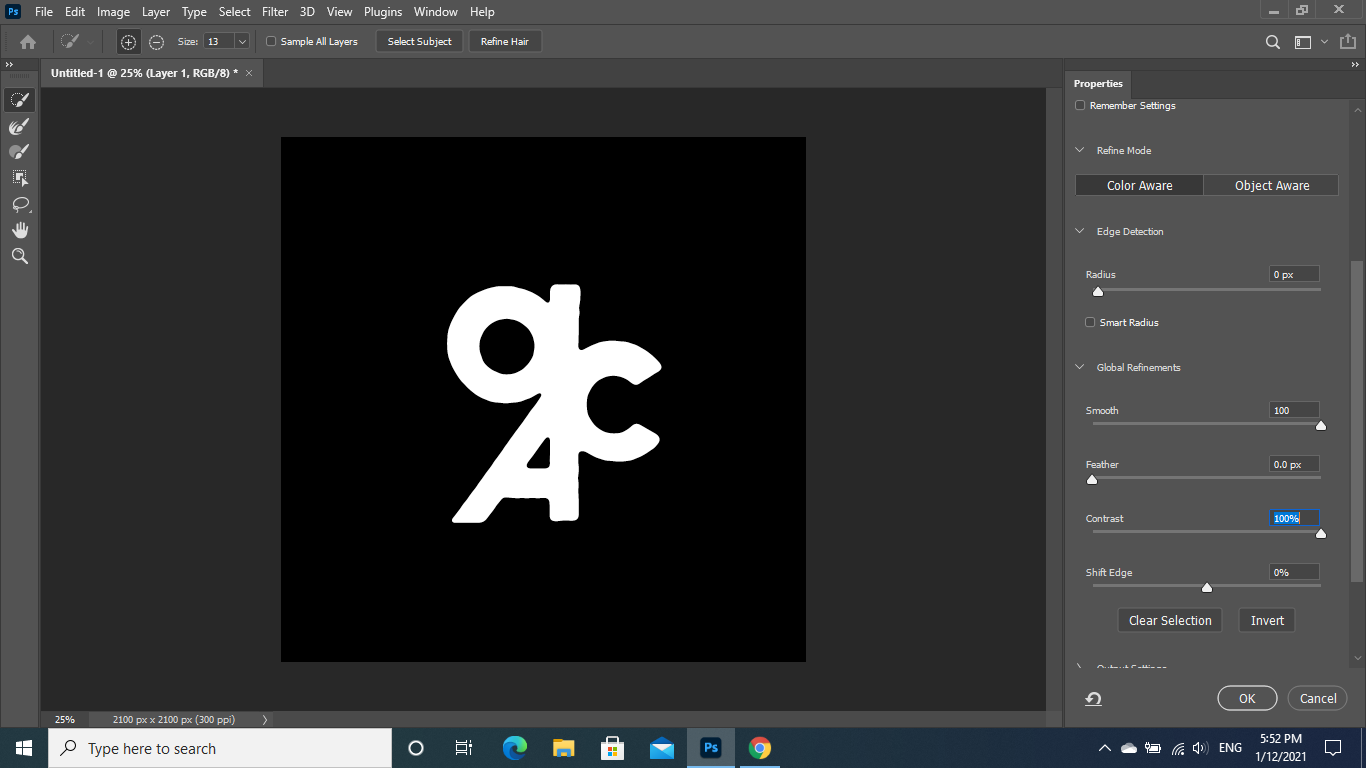 Ps File Edit Image Layer Type Select Filter 3D View Plugins Window Help
Size: 13 Sample All Layers Select Subject Refine Hair
Untitled-1 @ 25% (Layer 1, RGB/8) * ×
Properties
Remember Settings
Refine Mode
Color Aware Object Aware
Edge Detection
Radius 0 px
Smart Radius
Global Refinements
Smooth 100
Feather 0.0 px
Contrast 100%
Shift Edge 0%
Clear Selection Invert
Output Settings
OK Cancel
a
C
A
25% 2100 px x 2100 px (300 ppi)
Type here to search
Ps
ENG
5:52 PM
1/12/2021